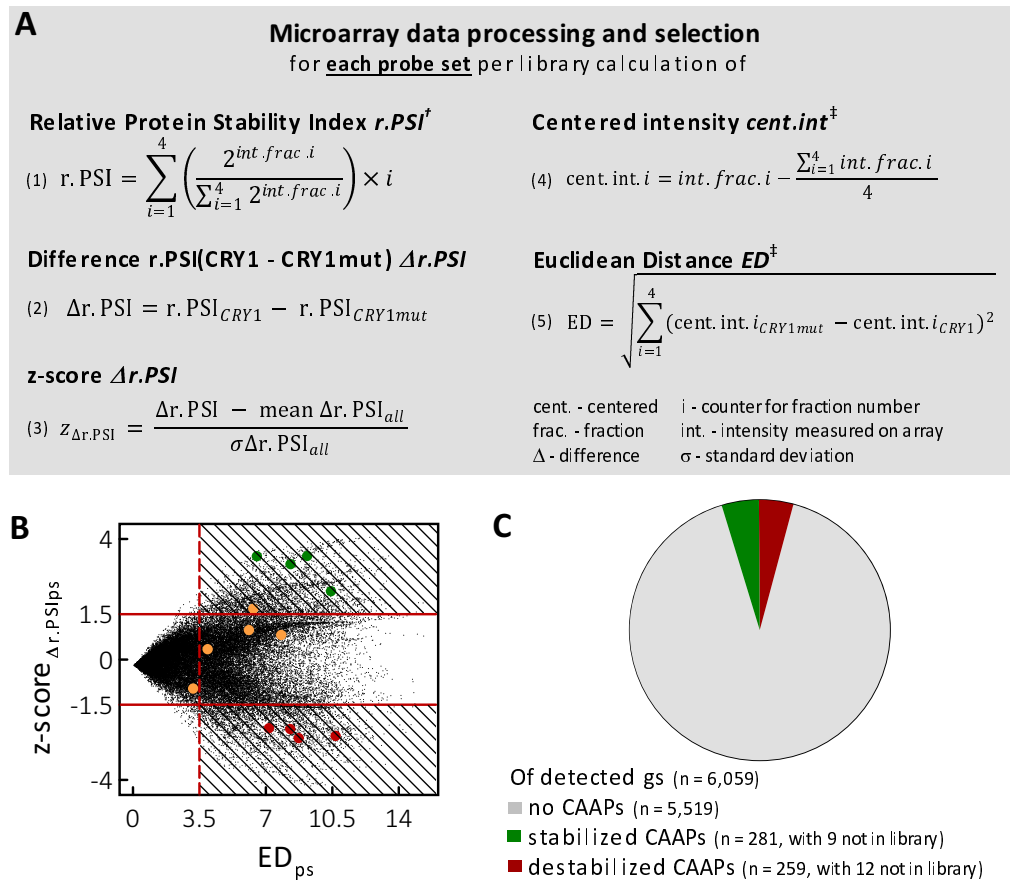 A
Microarray data processing and selection
for each probe set per library calculation of
Relative Protein Stability Index r.PSI†
(1) r. PSI = ∑_{i=1}^{4} ( 2^{int.frac.i} / ∑_{i=1}^{4} 2^{int.frac.i} ) × i
Difference r.PSI(CRY1 - CRY1mut) Δr.PSI
(2) Δr. PSI = r. PSI_{CRY1} − r. PSI_{CRY1mut}
z-score Δr.PSI
(3) z_{Δr.PSI} = (Δr. PSI − mean Δr. PSI_{all}) / σΔr. PSI_{all}
Centered intensity cent.int‡
(4) cent. int. i = int. frac. i − ∑_{i=1}^{4} int. frac. i / 4
Euclidean Distance ED‡
(5) ED = √ ∑_{i=1}^{4} (cent. int. i_{CRY1mut} − cent. int. i_{CRY1})²
cent. - centered i - counter for fraction number
frac. - fraction int. - intensity measured on array
Δ - difference σ - standard deviation
B
z-score Δr.PSIps
4
1.5
0
-1.5
-4
0 3.5 7 10.5 14
ED_{ps}
C
Of detected gs (n = 6,059)
no CAAPs (n = 5,519)
stabilized CAAPs (n = 281, with 9 not in library)
destabilized CAAPs (n = 259, with 12 not in library)